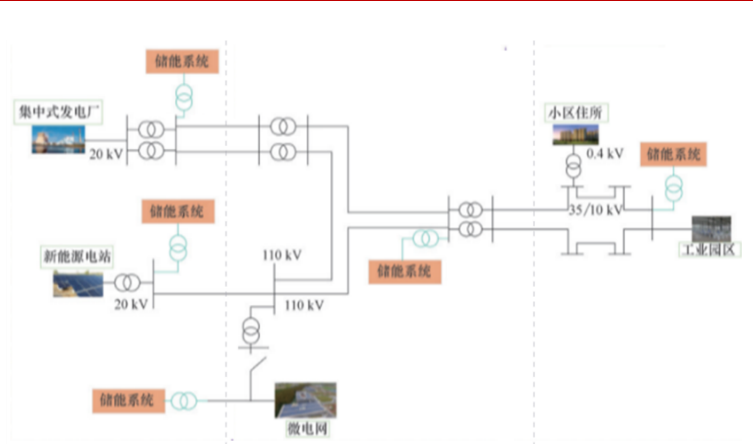 储能系统
集中式发电厂
20 kV
小区住所
0.4 kV
储能系统
储能系统
35/10 kV
新能源电站
20 kV
110 kV
110 kV
储能系统
工业园区
储能系统
微电网